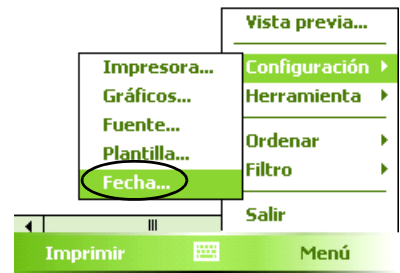 Vista previa...
Configuración
Herramienta
Ordenar
Filtro
Salir
Impresora...
Gráficos...
Fuente...
Plantilla...
Fecha...
Imprimir
Menú